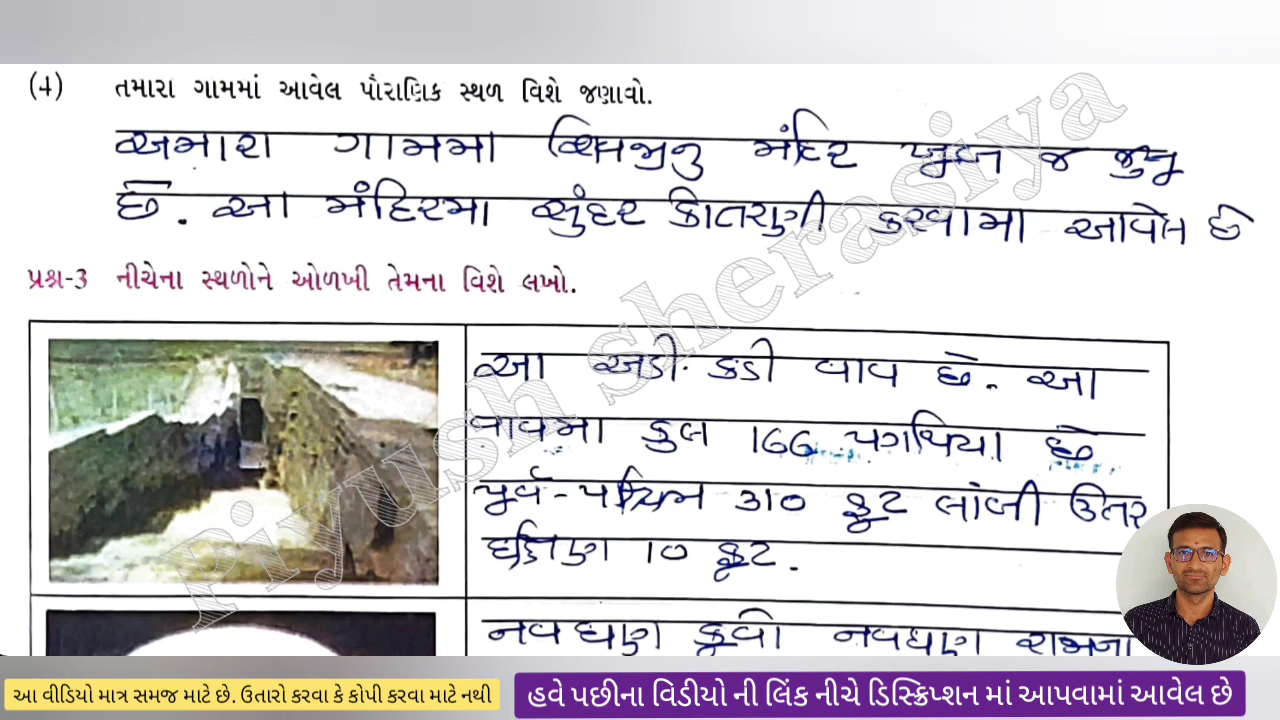 (4) તમારા ગામમાં આવેલ પૌરાણિક સ્થળ વિશે જણાવો.
અમારા ગામમા મંદિર જ જુનુ
છે. આ મંદિરમા સુંદર કોતરણી કરવામા આવેલ છે
પ્રશ્ન-3 નીચેના સ્થળોને ઓળખી તેમના વિશે લખો.
આ અડી કડી વાવ છે. આ
વાવમા કુલ 166 પગથિયા છે
પૂર્વ-પશ્ચિમ 310 ફૂટ લાંબી ઉતર
દક્ષિણ 10 ફૂટ.
નવઘણ કૂવો નવઘણ રાજાના
Piyush sherasiya
આ વીડિયો માત્ર સમજ માટે છે. ઉતારો કરવા કે કોપી કરવા માટે નથી
હવે પછીના વિડીયો ની લિંક નીચે ડિસ્ક્રિપ્શન માં આપવામાં આવેલ છે